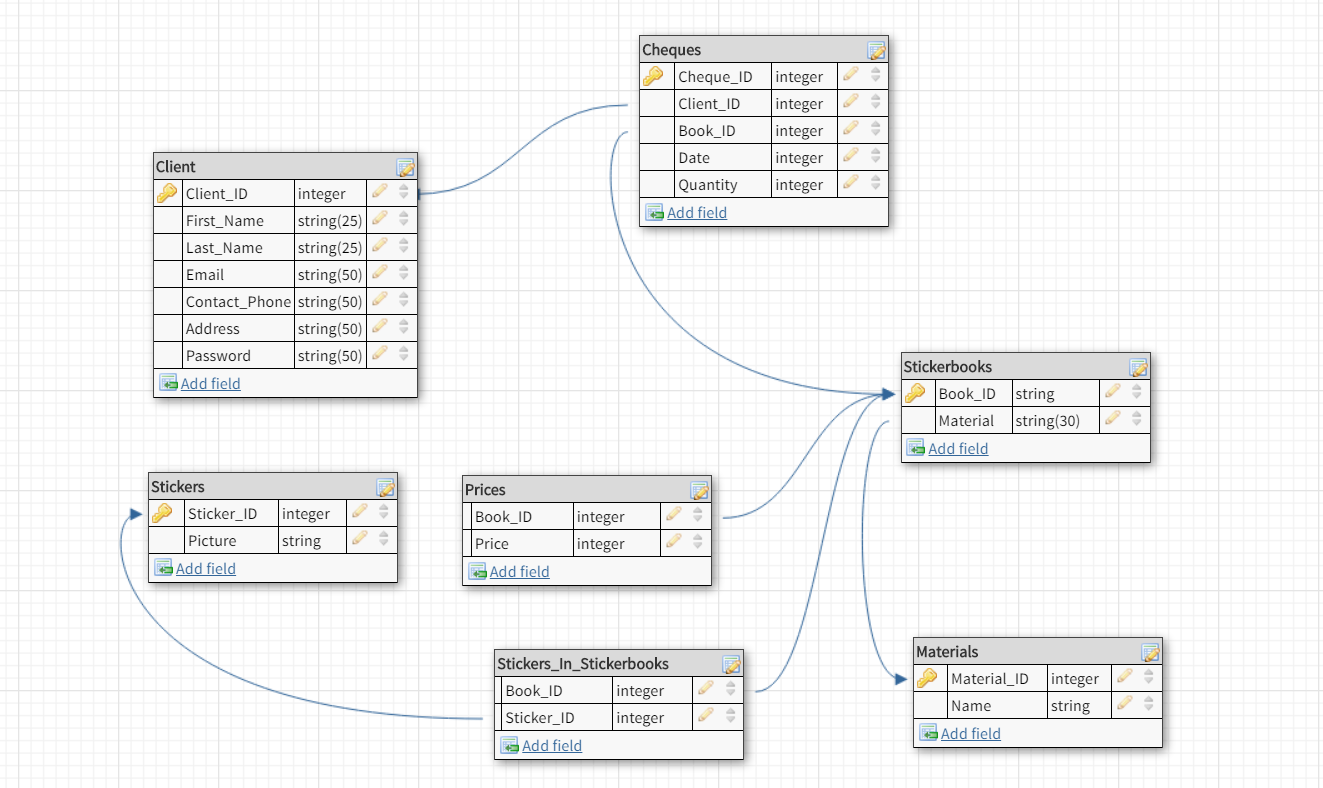 Cheques
Cheque_ID integer
Client_ID integer
Book_ID integer
Date integer
Quantity integer
Add field
Client
Client_ID integer
First_Name string(25)
Last_Name string(25)
Email string(50)
Contact_Phone string(50)
Address string(50)
Password string(50)
Add field
Stickerbooks
Book_ID string
Material string(30)
Add field
Stickers
Sticker_ID integer
Picture string
Add field
Prices
Book_ID integer
Price integer
Add field
Stickers_In_Stickerbooks
Book_ID integer
Sticker_ID integer
Add field
Materials
Material_ID integer
Name string
Add field